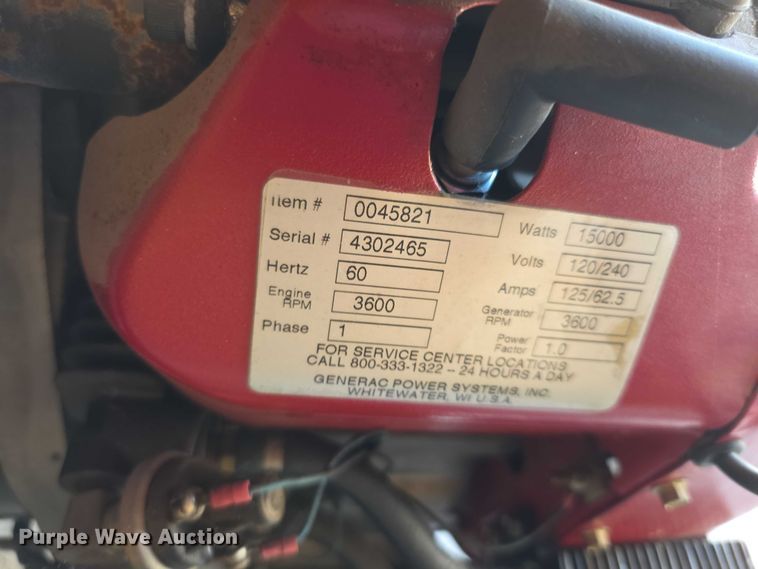 Item # 0045821
Serial # 4302465
Hertz 60
Engine RPM 3600
Phase 1
Watts 15000
Volts 120/240
Amps 125/62.5
Generator RPM 3600
Power Factor 1.0
FOR SERVICE CENTER LOCATIONS
CALL 800-333-1322 – 24 HOURS A DAY
GENERAC POWER SYSTEMS, INC.
WHITEWATER, WI U.S.A.
Purple Wave Auction